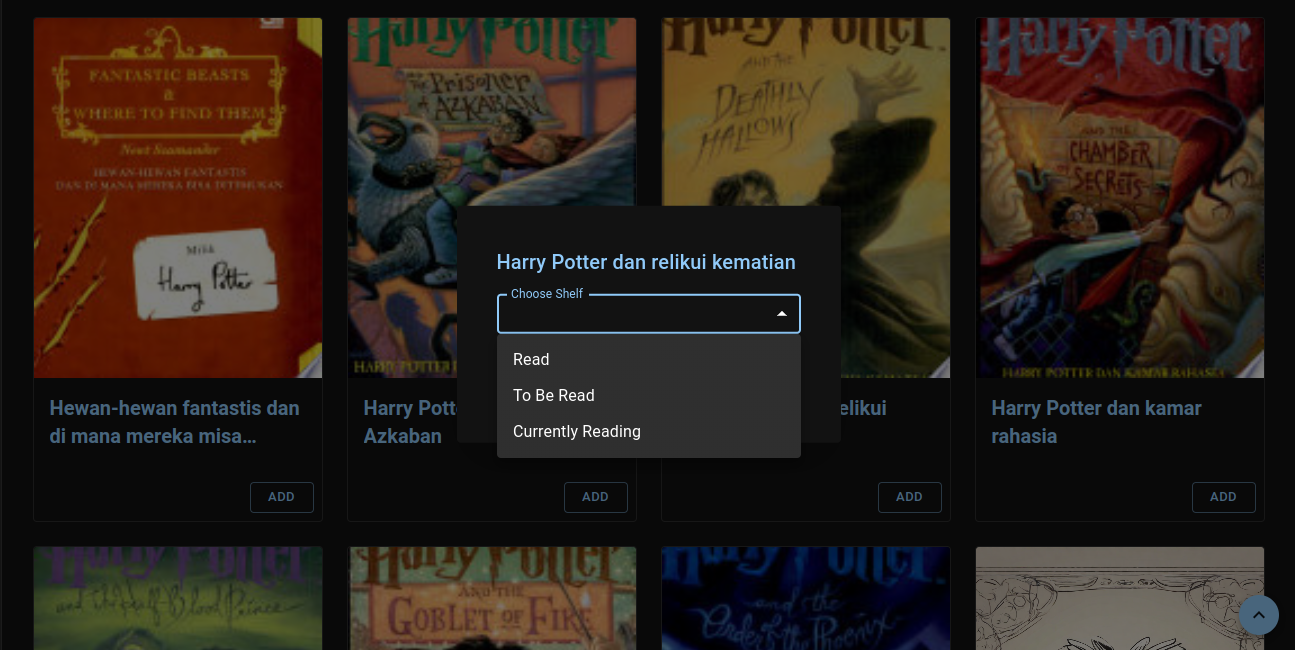 FANTASTIC BEASTS
&
WHERE TO FIND THEM
Newt Scamander
HEWAN-HEWAN FANTASTIS
DAN DI MANA MEREKA BISA DITEMUKAN
Milik
Harry Potter
Hewan-hewan fantastis dan
di mana mereka misa...
ADD
Harry Potter
AND THE
Prisoner
of AZKABAN
HARRY POTTER
Harry Pott
Azkaban
ADD
Harry Potter
AND THE
DEATHLY
HALLOWS
elikui
ADD
Harry Potter
AND THE
CHAMBER
OF
SECRETS
HARRY POTTER DAN KAMAR RAHASIA
Harry Potter dan kamar
rahasia
ADD
Harry Potter dan relikui kematian
Choose Shelf
Read
To Be Read
Currently Reading
Harry Potter
and the Half-Blood Prince
Harry Potter
AND THE
GOBLET OF FIRE
Harry Potter
and the
Order of the Phoenix